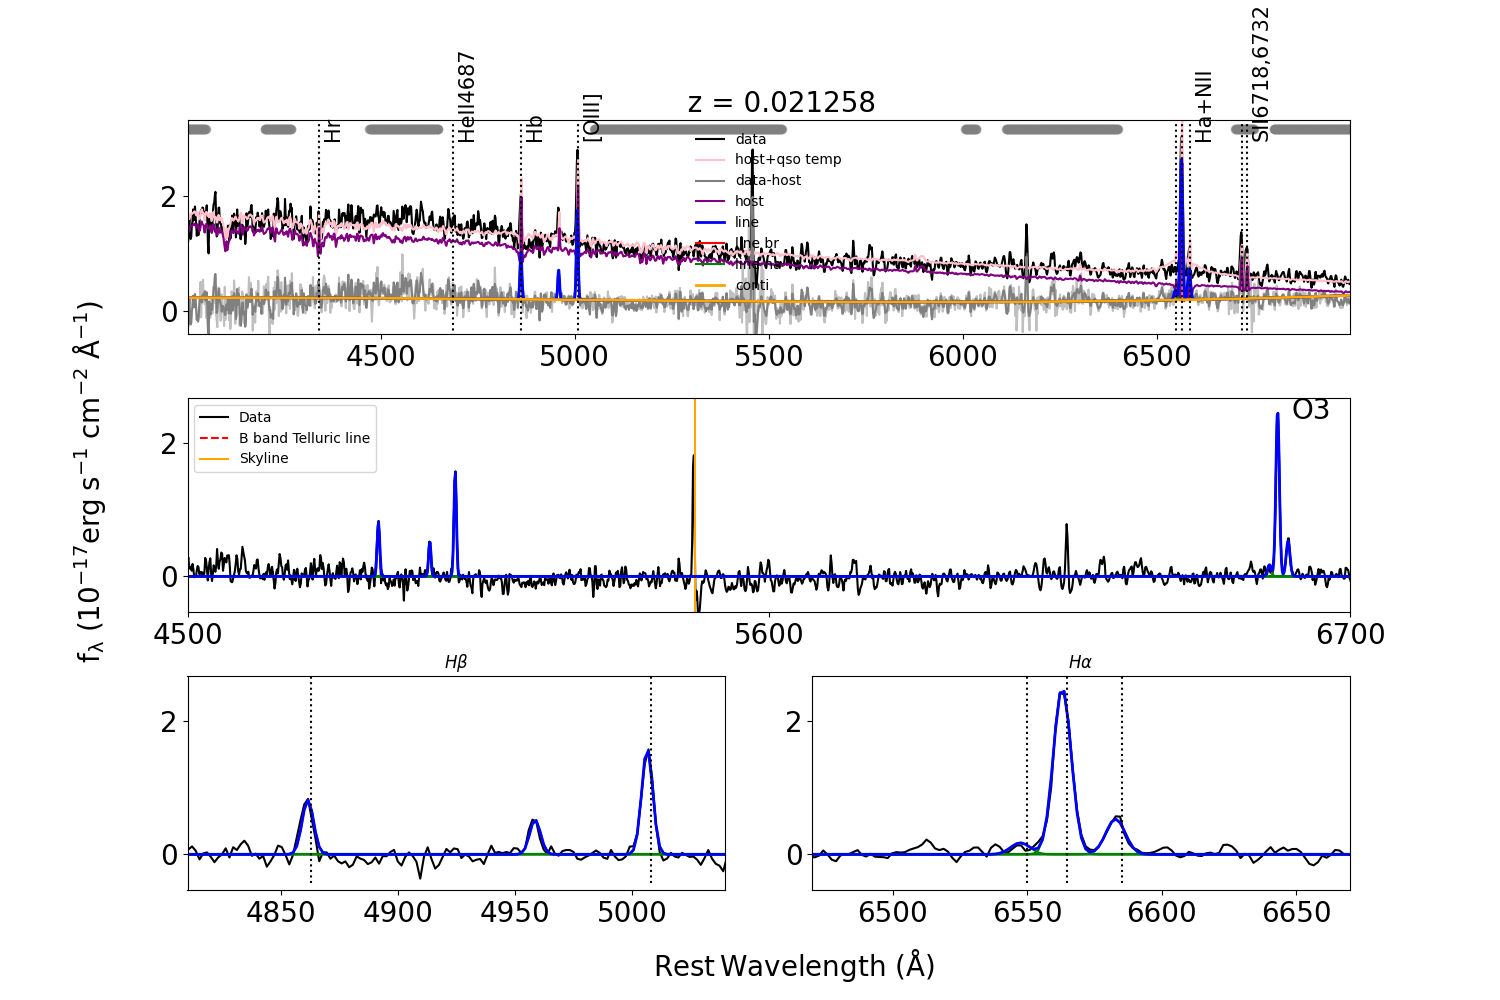 z = 0.021258
Hr
HeII4687
Hb
[OIII]
Ha+NII
SII6718,6732
data
host+qso temp
data-host
host
line
line br
conti
2
0
4500
5000
5500
6000
6500
Data
B band Telluric line
Skyline
O3
2
0
4500
5600
6700
Hβ
Hα
2
0
4850
4900
4950
5000
2
0
6500
6550
6600
6650
fλ (10⁻¹⁷erg s⁻¹ cm⁻² Å⁻¹)
Rest Wavelength (Å)